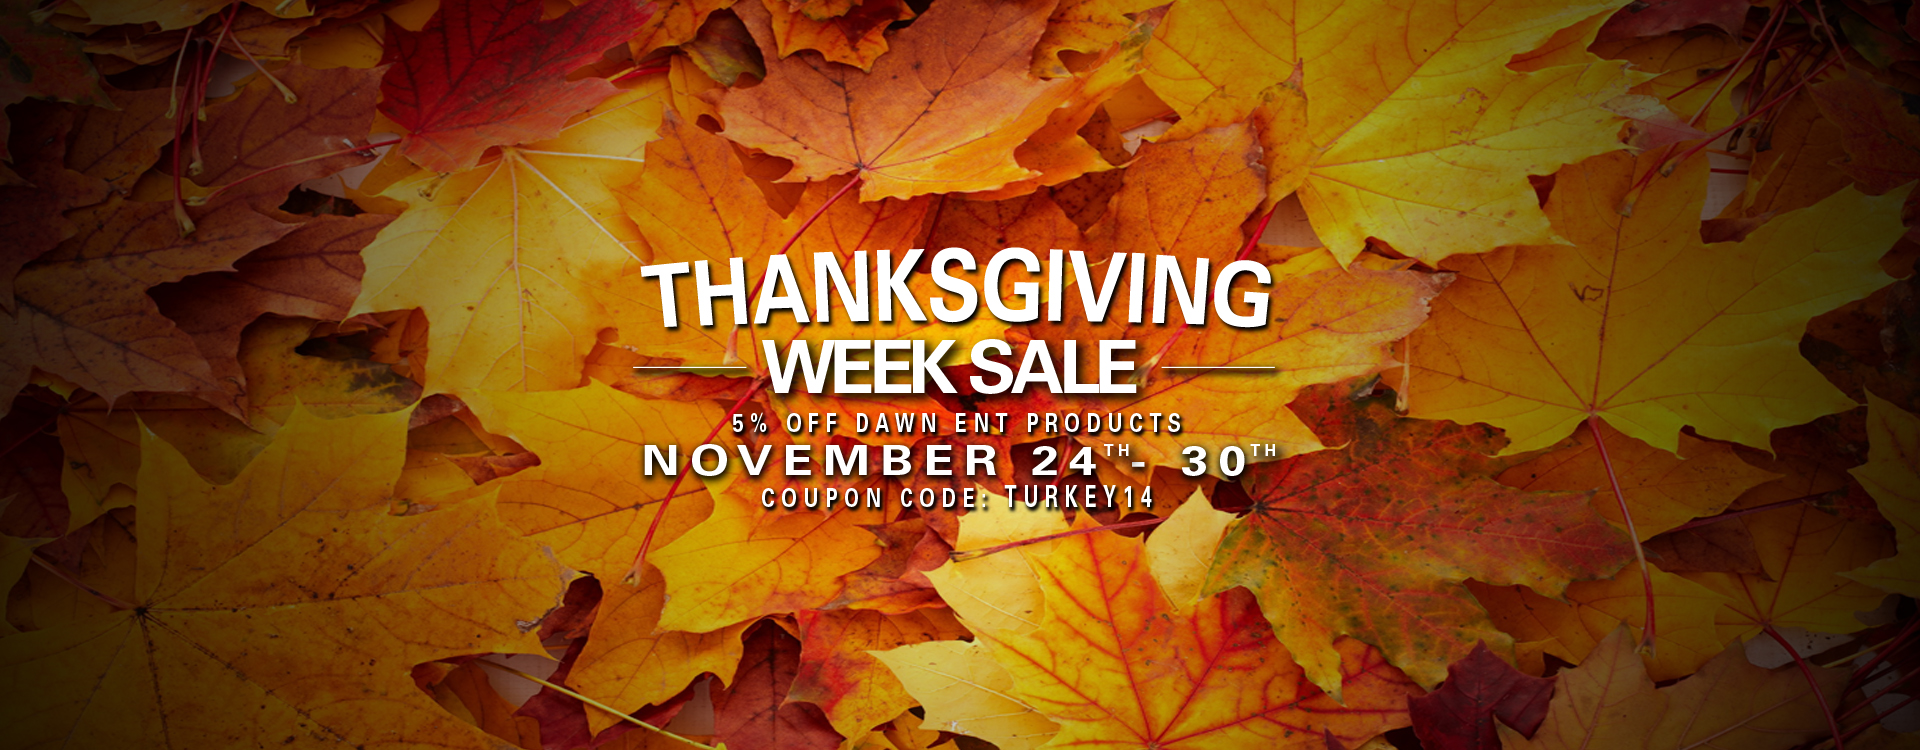 THANKSGIVING
WEEK SALE
5% OFF DAWN ENT PRODUCTS
NOVEMBER 24TH- 30TH
COUPON CODE: TURKEY14